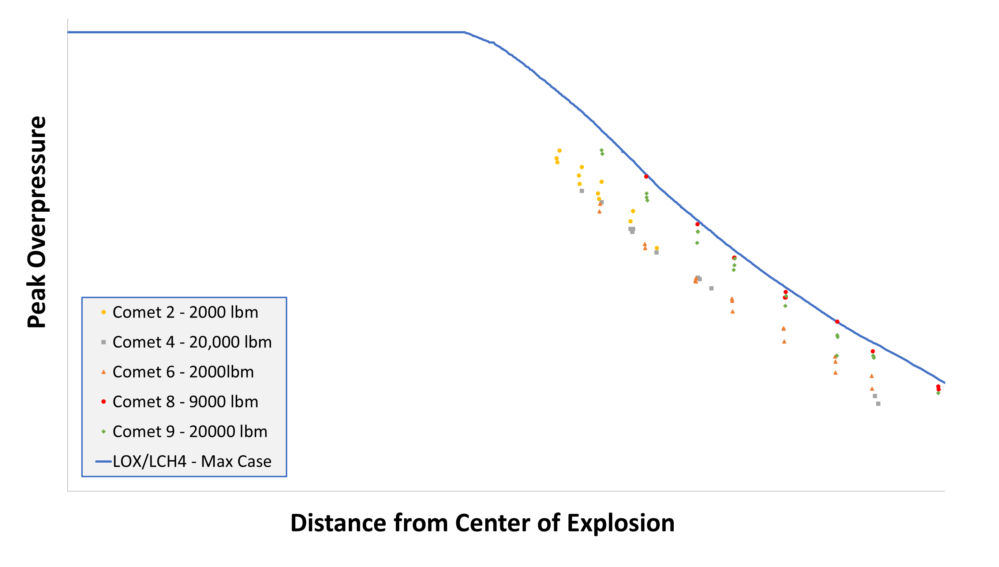 Peak Overpressure
Comet 2 - 2000 lbm
Comet 4 - 20,000 lbm
Comet 6 - 2000lbm
Comet 8 - 9000 lbm
Comet 9 - 20000 lbm
LOX/LCH4 - Max Case
Distance from Center of Explosion